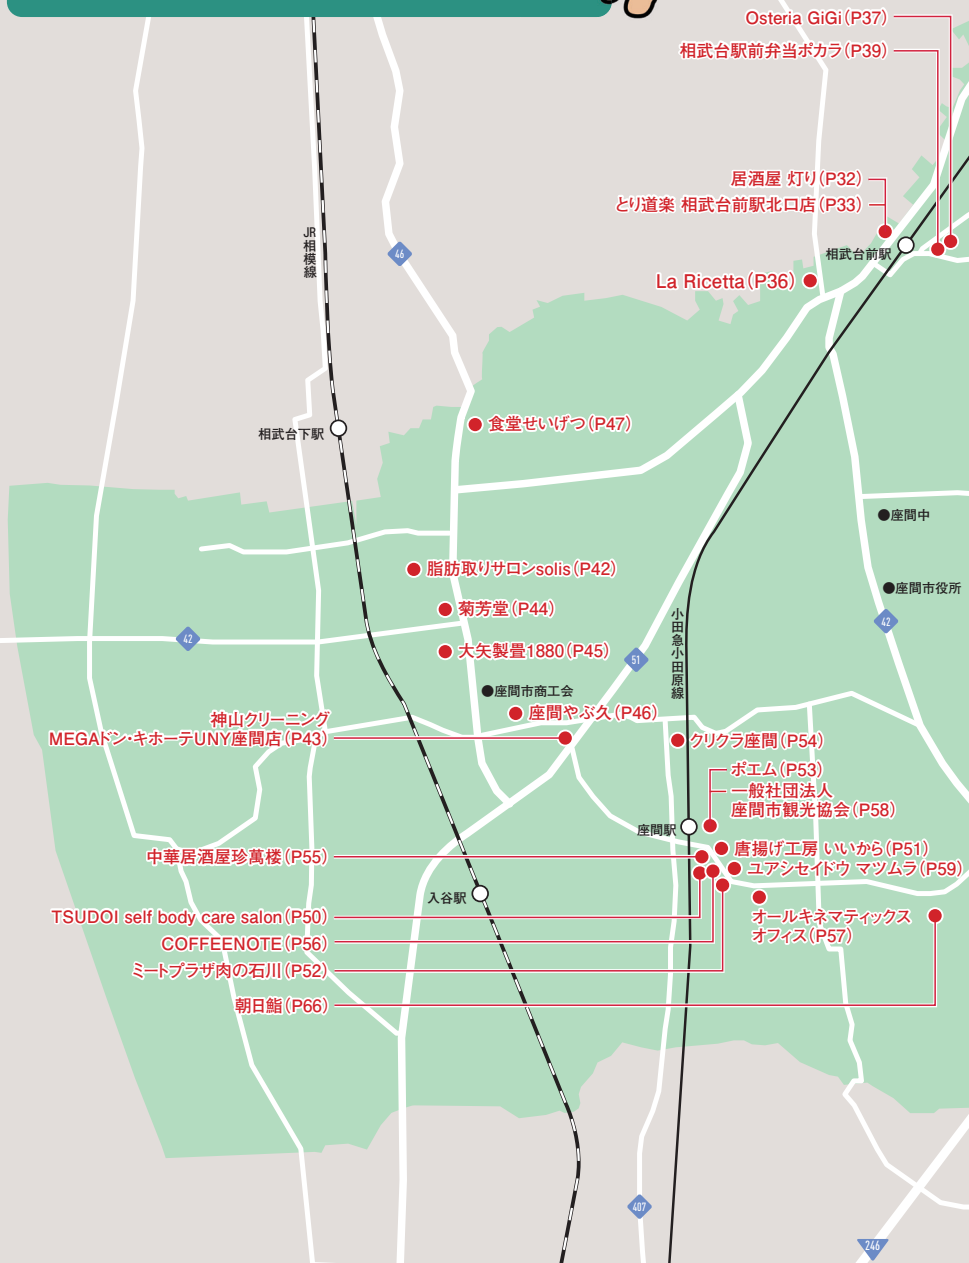 Osteria GiGi（P37）
相武台駅前弁当ポカラ（P39）
居酒屋 灯り（P32）
とり道楽 相武台前駅北口店（P33）
JR相模線
46
相武台前駅
La Ricetta（P36）
食堂せいげつ（P47）
相武台下駅
座間中
脂肪取りサロンsolis（P42）
座間市役所
菊芳堂（P44）
小田急小田原線
42
42
大矢製畳1880（P45）
51
座間市商工会
座間やぶ久（P46）
神山クリーニング
MEGAドン・キホーテUNY座間店（P43）
クリクラ座間（P54）
ポエム（P53）
一般社団法人
座間市観光協会（P58）
座間駅
唐揚げ工房 いいから（P51）
中華居酒屋珍萬楼（P55）
ユアシセイドウ マツムラ（P59）
入谷駅
TSUDOI self body care salon（P50）
オールキネマティックス
オフィス（P57）
COFFEENOTE（P56）
ミートプラザ肉の石川（P52）
朝日鮨（P66）
407
246